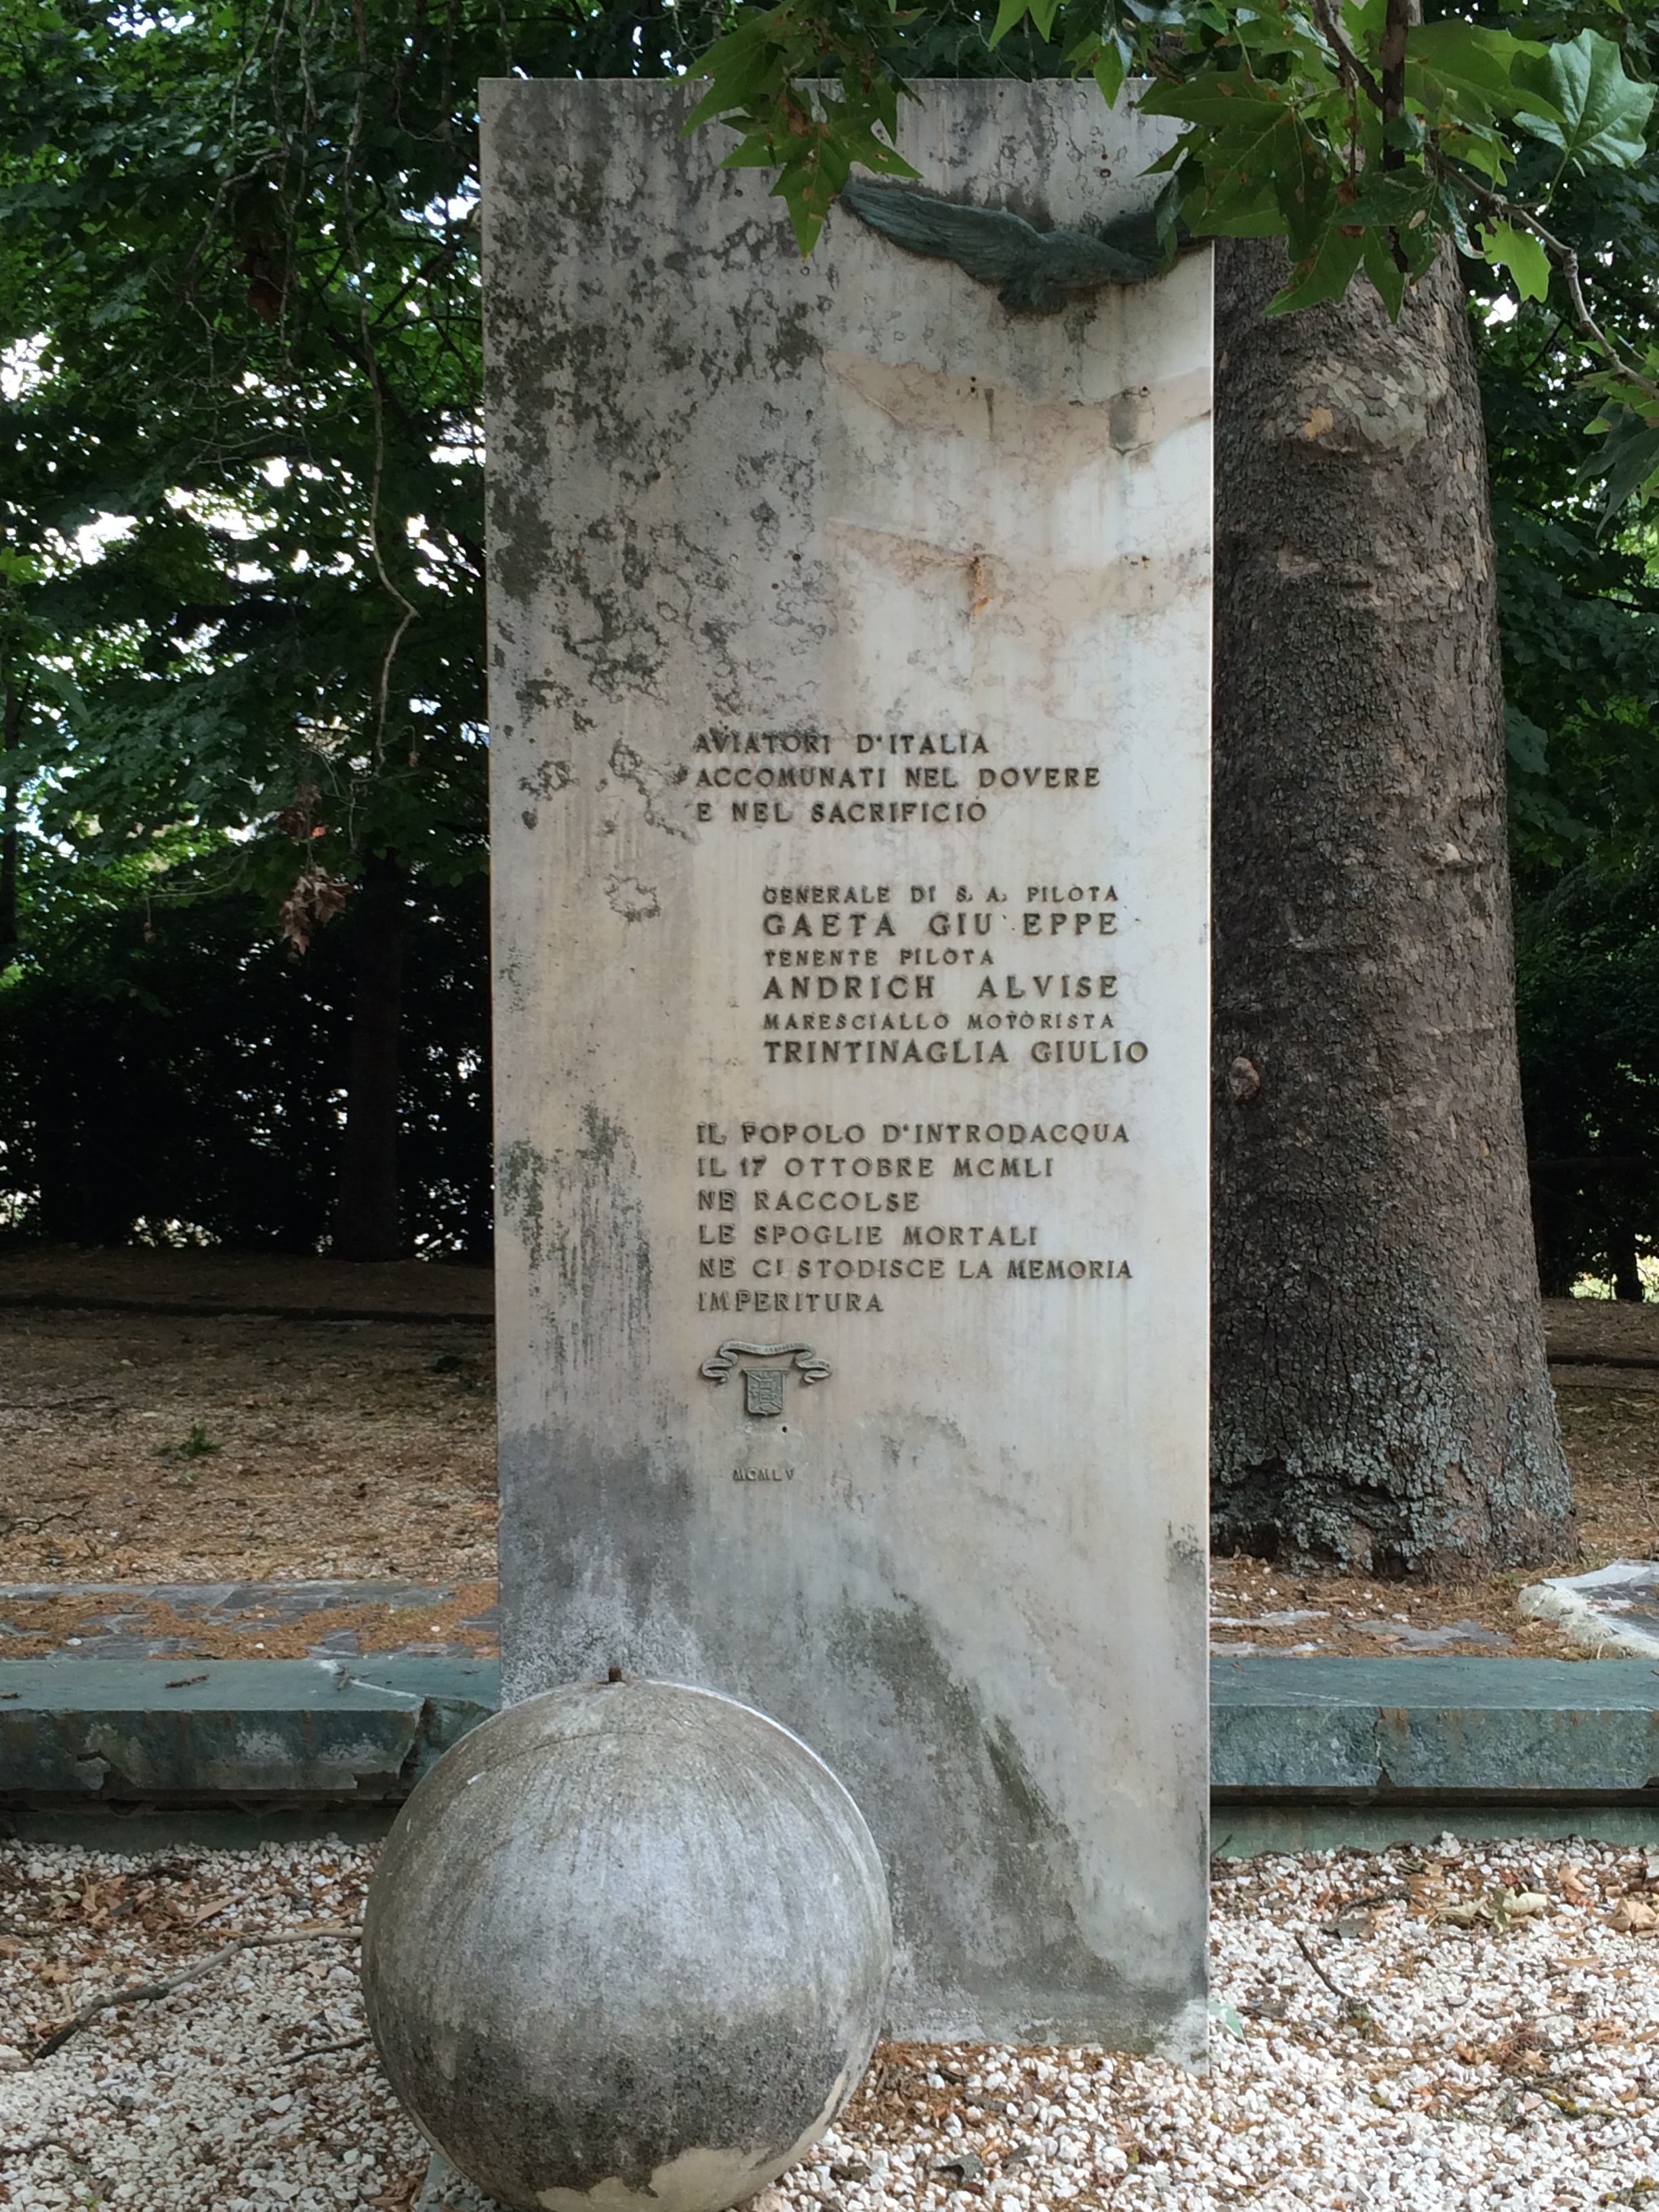 AVIATORI D'ITALIA
ACCOMUNATI NEL DOVERE
E NEL SACRIFICIO
GENERALE DI S. A. PILOTA
GAETA GIU EPPE
TENENTE PILOTA
ANDRICH ALVISE
MARESCIALLO MOTORISTA
TRINTINAGLIA GIULIO
IL POPOLO D'INTRODACQUA
IL 17 OTTOBRE MCMLI
NE RACCOLSE
LE SPOGLIE MORTALI
NE CUSTODISCE LA MEMORIA
IMPERITURA
MCMLV